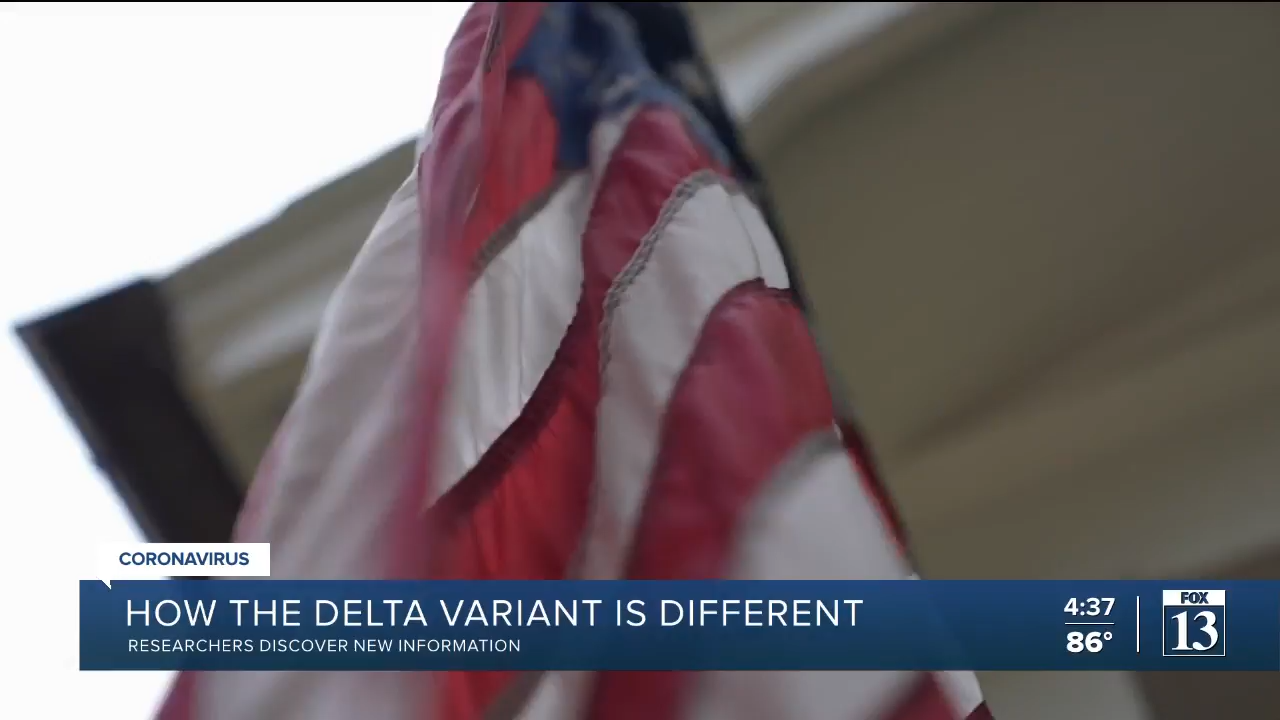 CORONAVIRUS
HOW THE DELTA VARIANT IS DIFFERENT
RESEARCHERS DISCOVER NEW INFORMATION
4:37
86°
FOX
13